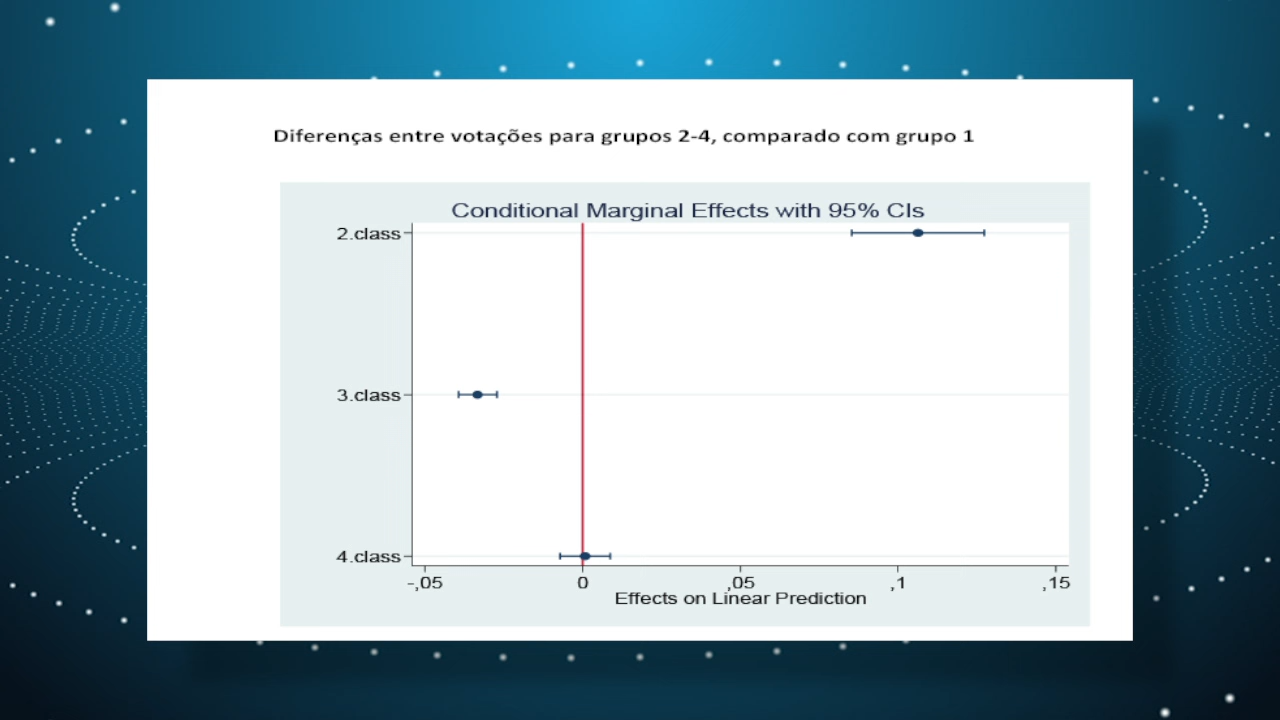 Diferenças entre votações para grupos 2-4, comparado com grupo 1
Conditional Marginal Effects with 95% CIs
2.class
3.class
4.class
-,05 0 ,05 ,1 ,15
Effects on Linear Prediction